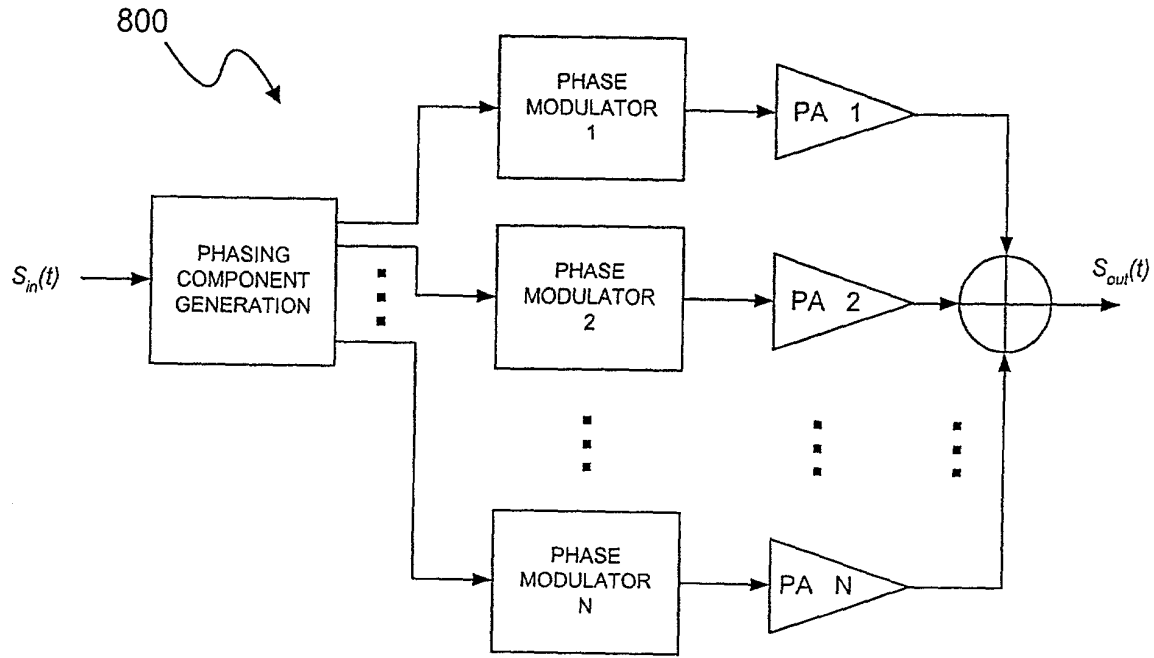 800
PHASE
MODULATOR
1
PA 1
PHASING
COMPONENT
GENERATION
S_in(t)
PHASE
MODULATOR
2
PA 2
S_out(t)
PHASE
MODULATOR
N
PA N